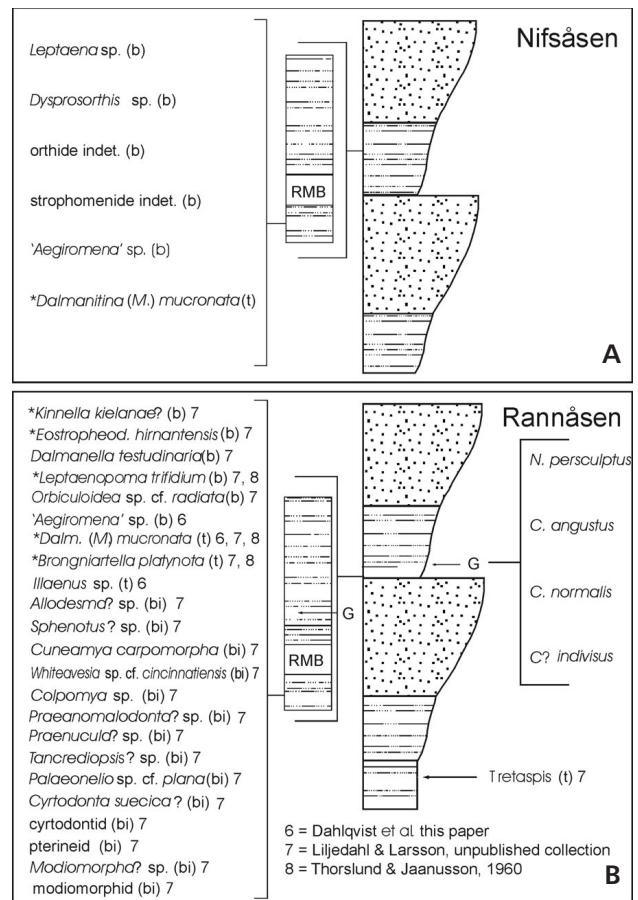 Nifsåsen
Leptaena sp. (b)
Dysprosorthis sp. (b)
orthide indet. (b)
strophomenide indet. (b)
'Aegiromena' sp. (b)
*Dalmanitina (M.) mucronata (t)
RMB
A
Rannåsen
*Kinnella kielanae? (b) 7
*Eostropheod. hirnantensis (b) 7
Dalmanella testudinaria (b) 7
*Leptaenopoma trifidium (b) 7, 8
Orbiculoidea sp. cf. radiata (b) 7
'Aegiromena' sp. (b) 6
*Dalm. (M) mucronata (t) 6, 7, 8
*Brongniartella platynota (t) 7, 8
Illaenus sp. (t) 6
Allodesma? sp. (bi) 7
Sphenotus? sp. (bi) 7
Cuneamya carpomorpha (bi) 7
Whiteavesia sp. cf. cincinnatiensis (bi) 7
Colpomya sp. (bi) 7
Praeanomalodonta? sp. (bi) 7
Praenucula? sp. (bi) 7
Tancrediopsis? sp. (bi) 7
Palaeonelio sp. cf. plana (bi) 7
Cyrtodonta suecica? (bi) 7
cyrtodontid (bi) 7
pterineid (bi) 7
Modiomorpha? sp. (bi) 7
modiomorphid (bi) 7
G
RMB
G
N. persculptus
C. angustus
C. normalis
C? indivisus
Tretaspis (t) 7
6 = Dahlqvist et al. this paper
7 = Liljedahl & Larsson, unpublished collection
8 = Thorslund & Jaanusson, 1960
B